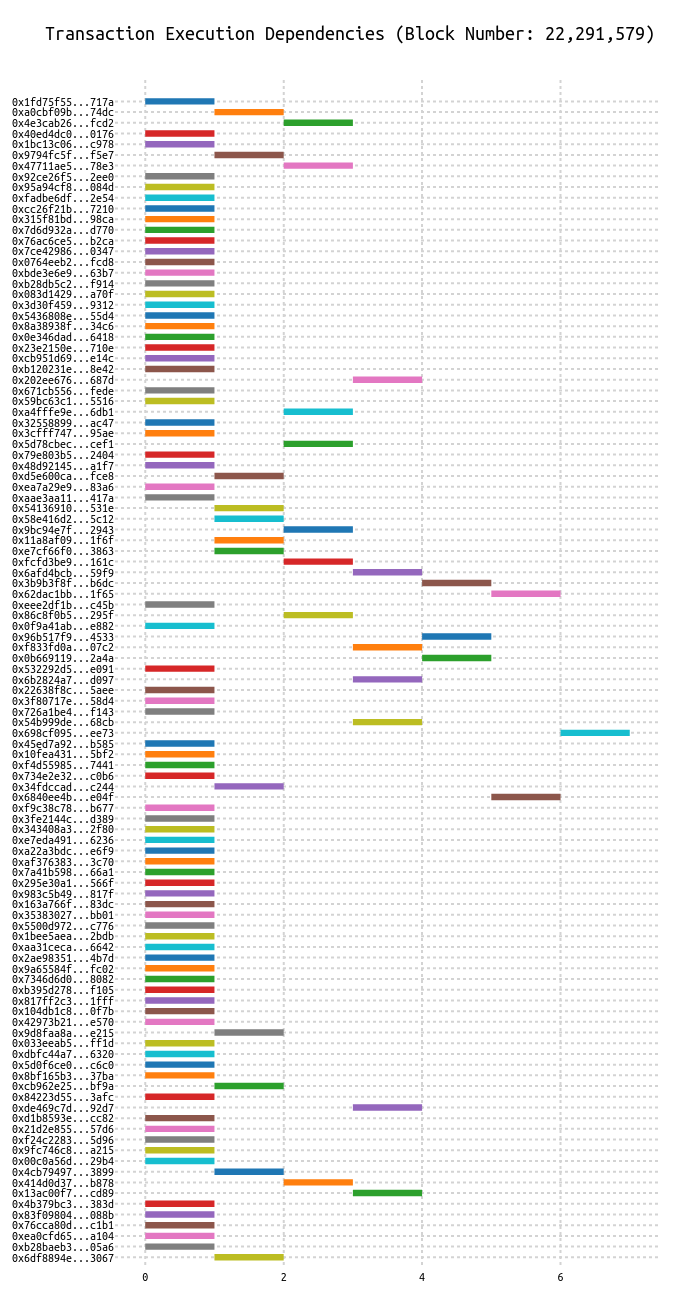 Transaction Execution Dependencies (Block Number: 22,291,579)
0x1fd75f55...717a
0xa0cbf09b...74dc
0x4e3cab26...fcd2
0x40ed4dc0...0176
0x1bc13c06...c978
0x9794fc5f...f5e7
0x47711ae5...78e3
0x92ce26f5...2ee0
0x95a94cf8...084d
0xfadbe6df...2e54
0xcc26f21b...7210
0x315f81bd...98ca
0x7d6d932a...d770
0x76ac6ce5...b2ca
0x7ce42986...0347
0x0764eeb2...fcd8
0xbde3e6e9...63b7
0xb28db5c2...f914
0x083d1429...a70f
0x3d30f459...9312
0x5436808e...55d4
0x8a38938f...34c6
0x0e346dad...6418
0x23e2150e...710e
0xcb951d69...e14c
0xb120231e...8e42
0x202ee676...687d
0x671cb556...fede
0x59bc63c1...5516
0xa4fffe9e...6db1
0x32558899...ac47
0x3cfff747...95ae
0x5d78cbec...cef1
0x79e803b5...2404
0x48d92145...a1f7
0xd5e600ca...fce8
0xea7a29e9...83a6
0xaae3aa11...417a
0x54136910...531e
0x58e416d2...5c12
0x9bc94e7f...2943
0x11a8af09...1f6f
0xe7cf66f0...3863
0xfcfd3be9...161c
0x6afd4bcb...59f9
0x3b9b3f8f...b6dc
0x62dac1bb...1f65
0xeee2df1b...c45b
0x86c8f0b5...295f
0x0f9a41ab...e882
0x96b517f9...4533
0xf833fd0a...07c2
0x0b669119...2a4a
0x532292d5...e091
0x6b2824a7...d097
0x22638f8c...5aee
0x3f80717e...58d4
0x726a1be4...f143
0x54b999de...68cb
0x698cf095...ee73
0x45ed7a92...b585
0x10fea431...5bf2
0xf4d55985...7441
0x734e2e32...c0b6
0x34fdccad...c244
0x6840ee4b...e04f
0xf9c38c78...b677
0x3fe2144c...d389
0x343408a3...2f80
0xe7eda491...6236
0xa22a3bdc...e6f9
0xaf376383...3c70
0x7a41b598...66a1
0x295e30a1...566f
0x983c5b49...817f
0x163a766f...83dc
0x35383027...bb01
0x5500d972...c776
0x1bee5aea...2bdb
0xaa31ceca...6642
0x2ae98351...4b7d
0x9a65584f...fc02
0x7346d6d0...8082
0xb395d278...f105
0x817ff2c3...1fff
0x104db1c8...0f7b
0x42973b21...e570
0x9d8faa8a...e215
0x033eeab5...ff1d
0xdbfc44a7...6320
0x5d0f6ce0...c6c0
0x8bf165b3...37ba
0xcb962e25...bf9a
0x84223d55...3afc
0xde469c7d...92d7
0xd1b8593e...cc82
0x21d2e855...57d6
0xf24c2283...5d96
0x9fc746c8...a215
0x00c0a56d...29b4
0x4cb79497...3899
0x414d0d37...b878
0x13ac00f7...cd89
0x4b379bc3...383d
0x83f09804...088b
0x76cca80d...c1b1
0xea0cfd65...a104
0xb28baeb3...05a6
0x6df8894e...3067
0 2 4 6